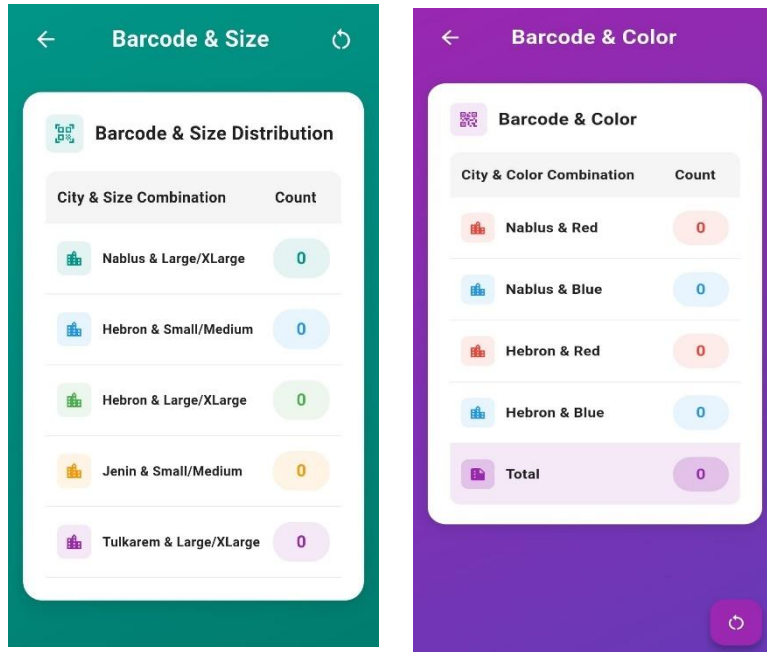 Barcode & Size
Barcode & Size Distribution
City & Size Combination Count
Nablus & Large/XLarge 0
Hebron & Small/Medium 0
Hebron & Large/XLarge 0
Jenin & Small/Medium 0
Tulkarem & Large/XLarge 0
Barcode & Color
Barcode & Color
City & Color Combination Count
Nablus & Red 0
Nablus & Blue 0
Hebron & Red 0
Hebron & Blue 0
Total 0